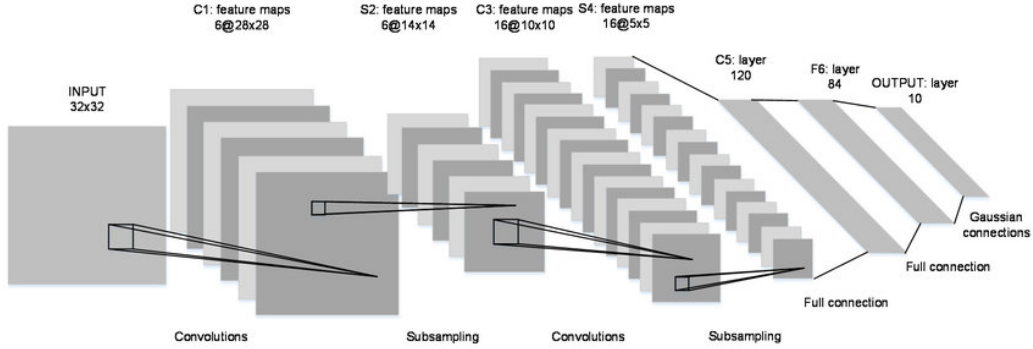 C1: feature maps
6@28x28
S2: feature maps
6@14x14
C3: feature maps
16@10x10
S4: feature maps
16@5x5
INPUT
32x32
C5: layer
120
F6: layer
84
OUTPUT: layer
10
Gaussian
connections
Full connection
Full connection
Convolutions
Subsampling
Convolutions
Subsampling